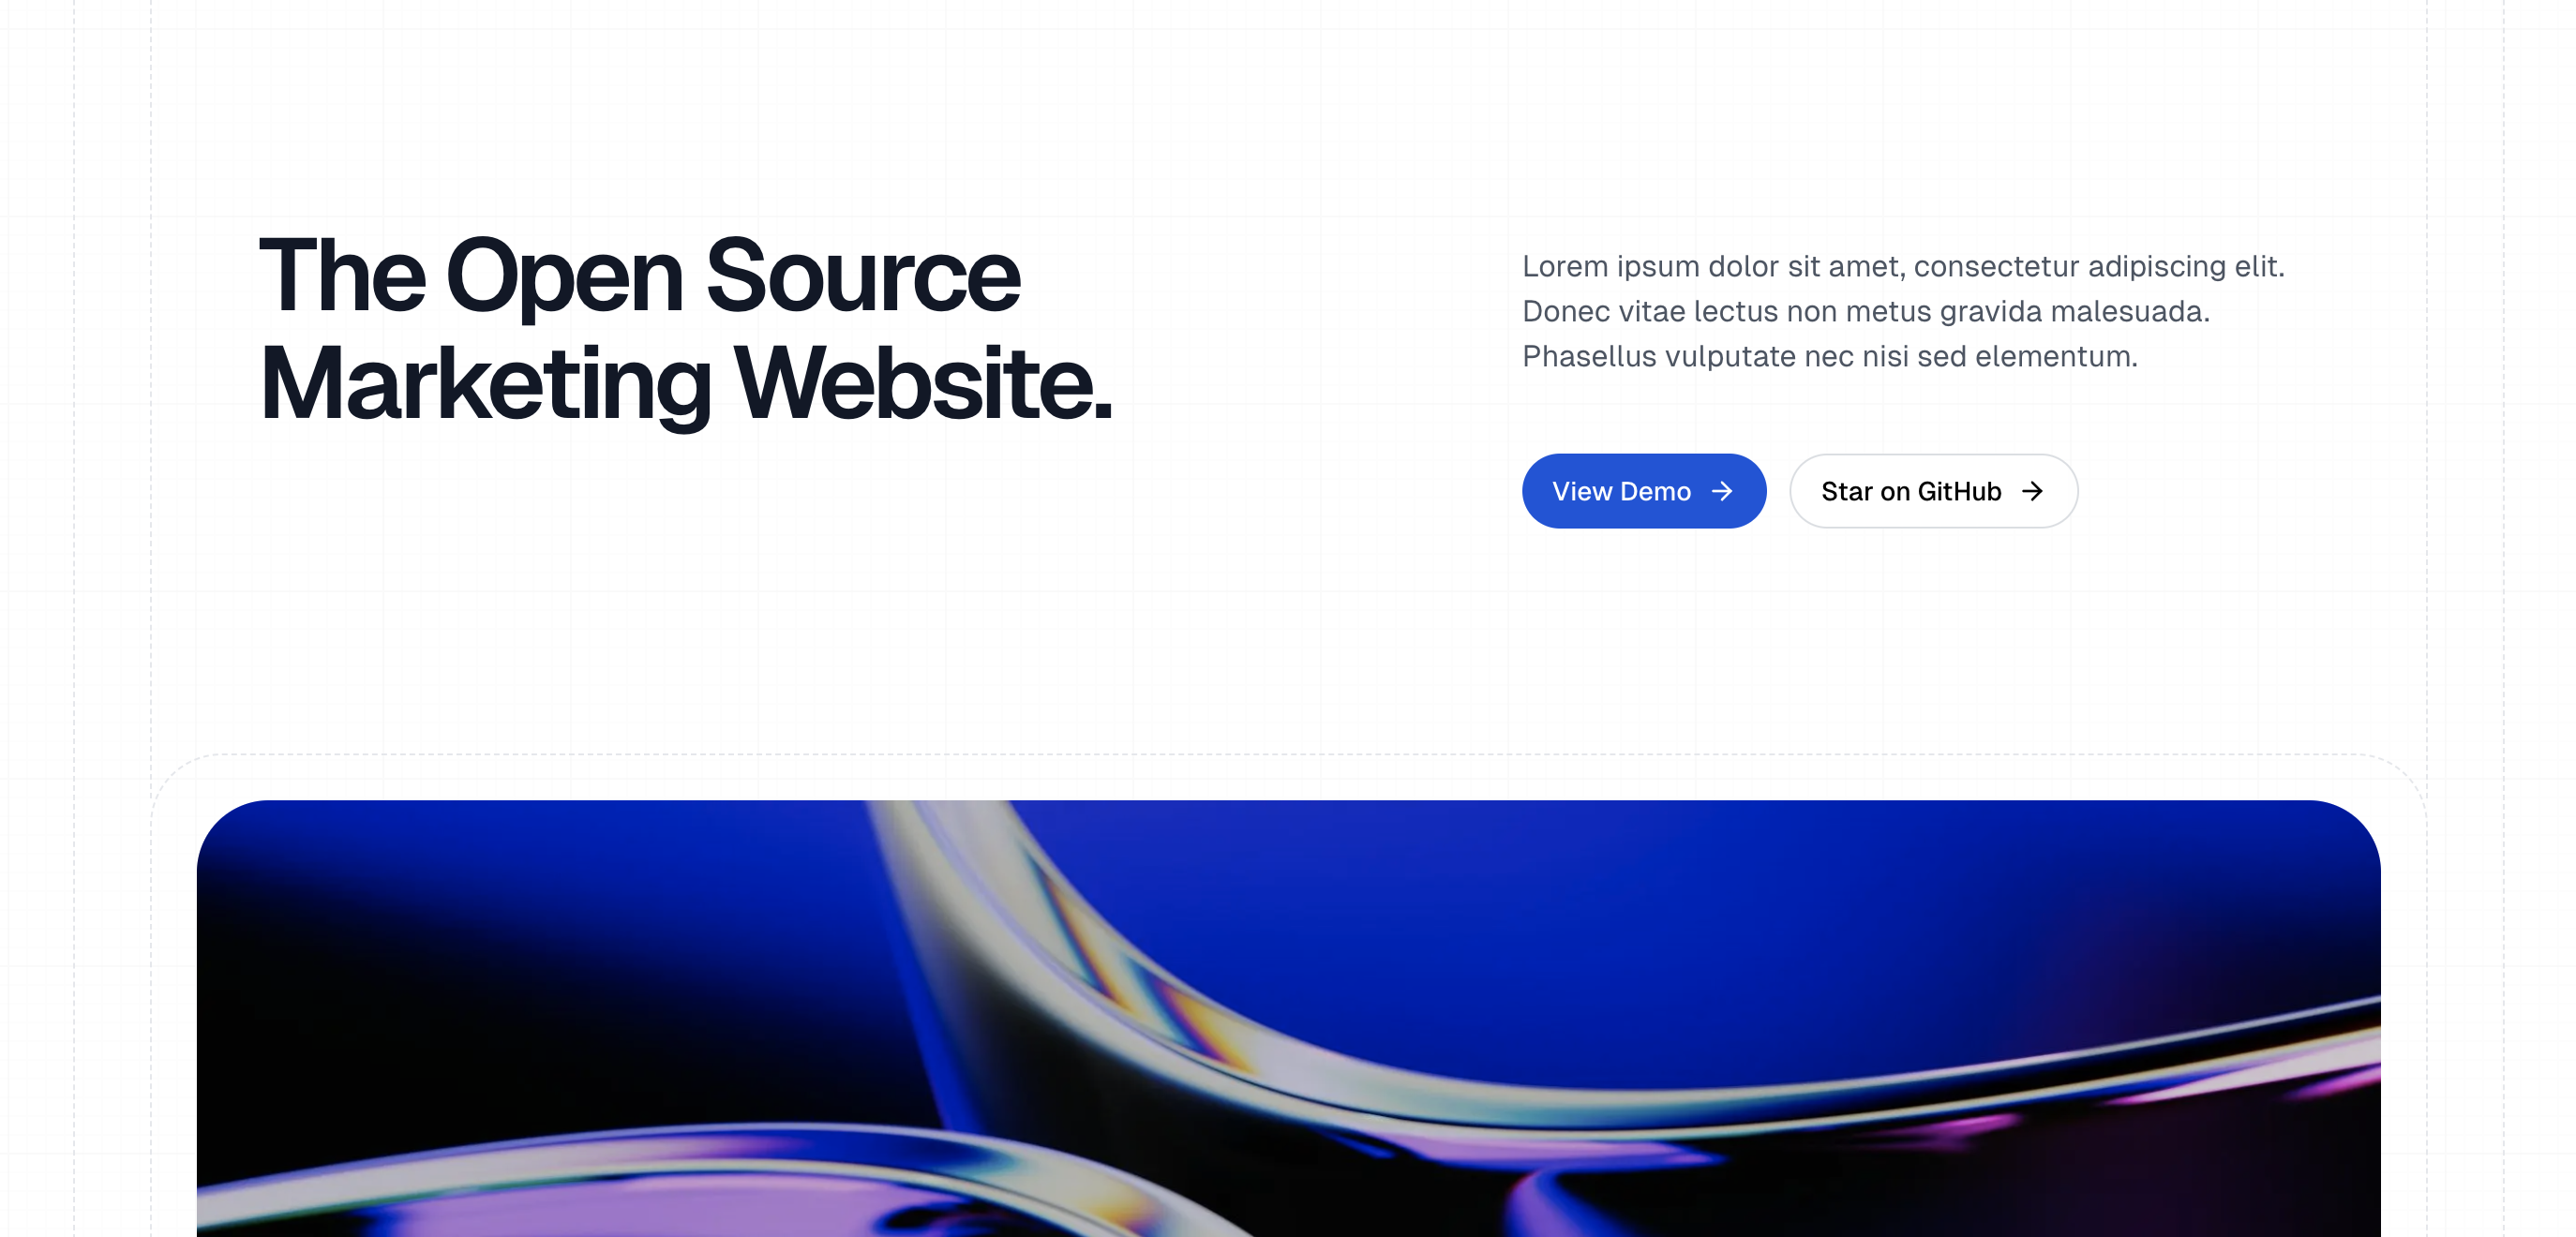 The Open Source
Marketing Website.
Lorem ipsum dolor sit amet, consectetur adipiscing elit.
Donec vitae lectus non metus gravida malesuada.
Phasellus vulputate nec nisi sed elementum.
View Demo
Star on GitHub